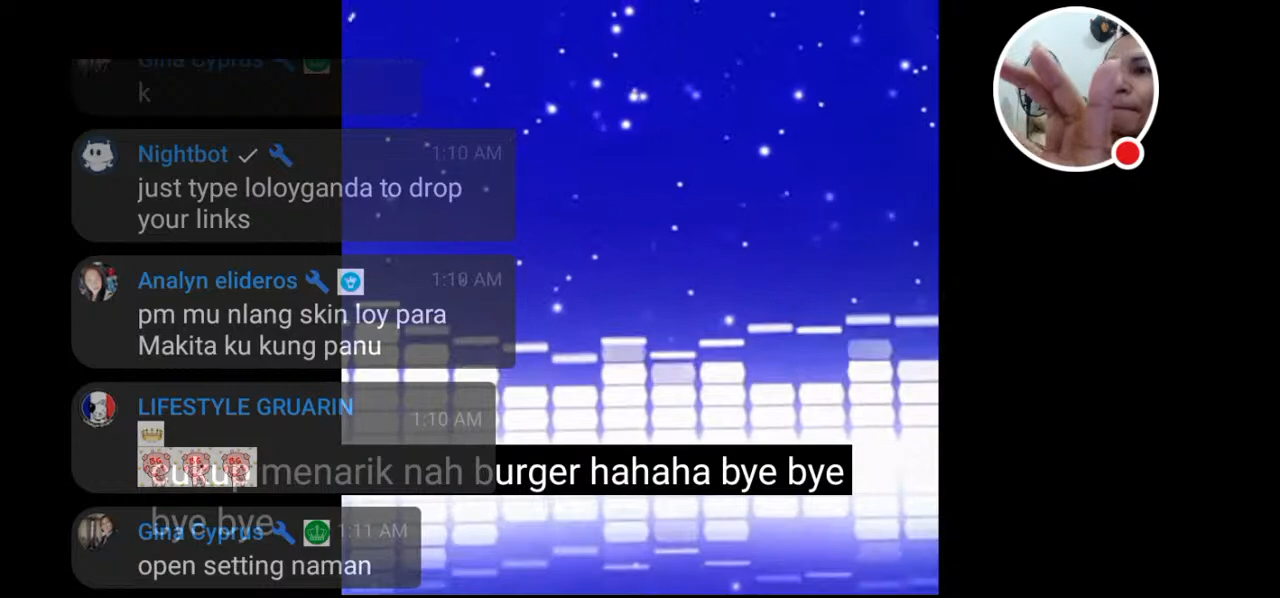 Gina Cyprus
k
Nightbot 1:10 AM
just type loloyganda to drop
your links
Analyn elideros 1:10 AM
pm mu nlang skin loy para
Makita ku kung panu
LIFESTYLE GRUARIN
1:10 AM
cukup menarik nah burger hahaha bye bye
bye bye
Gina Cyprus 1:11 AM
open setting naman